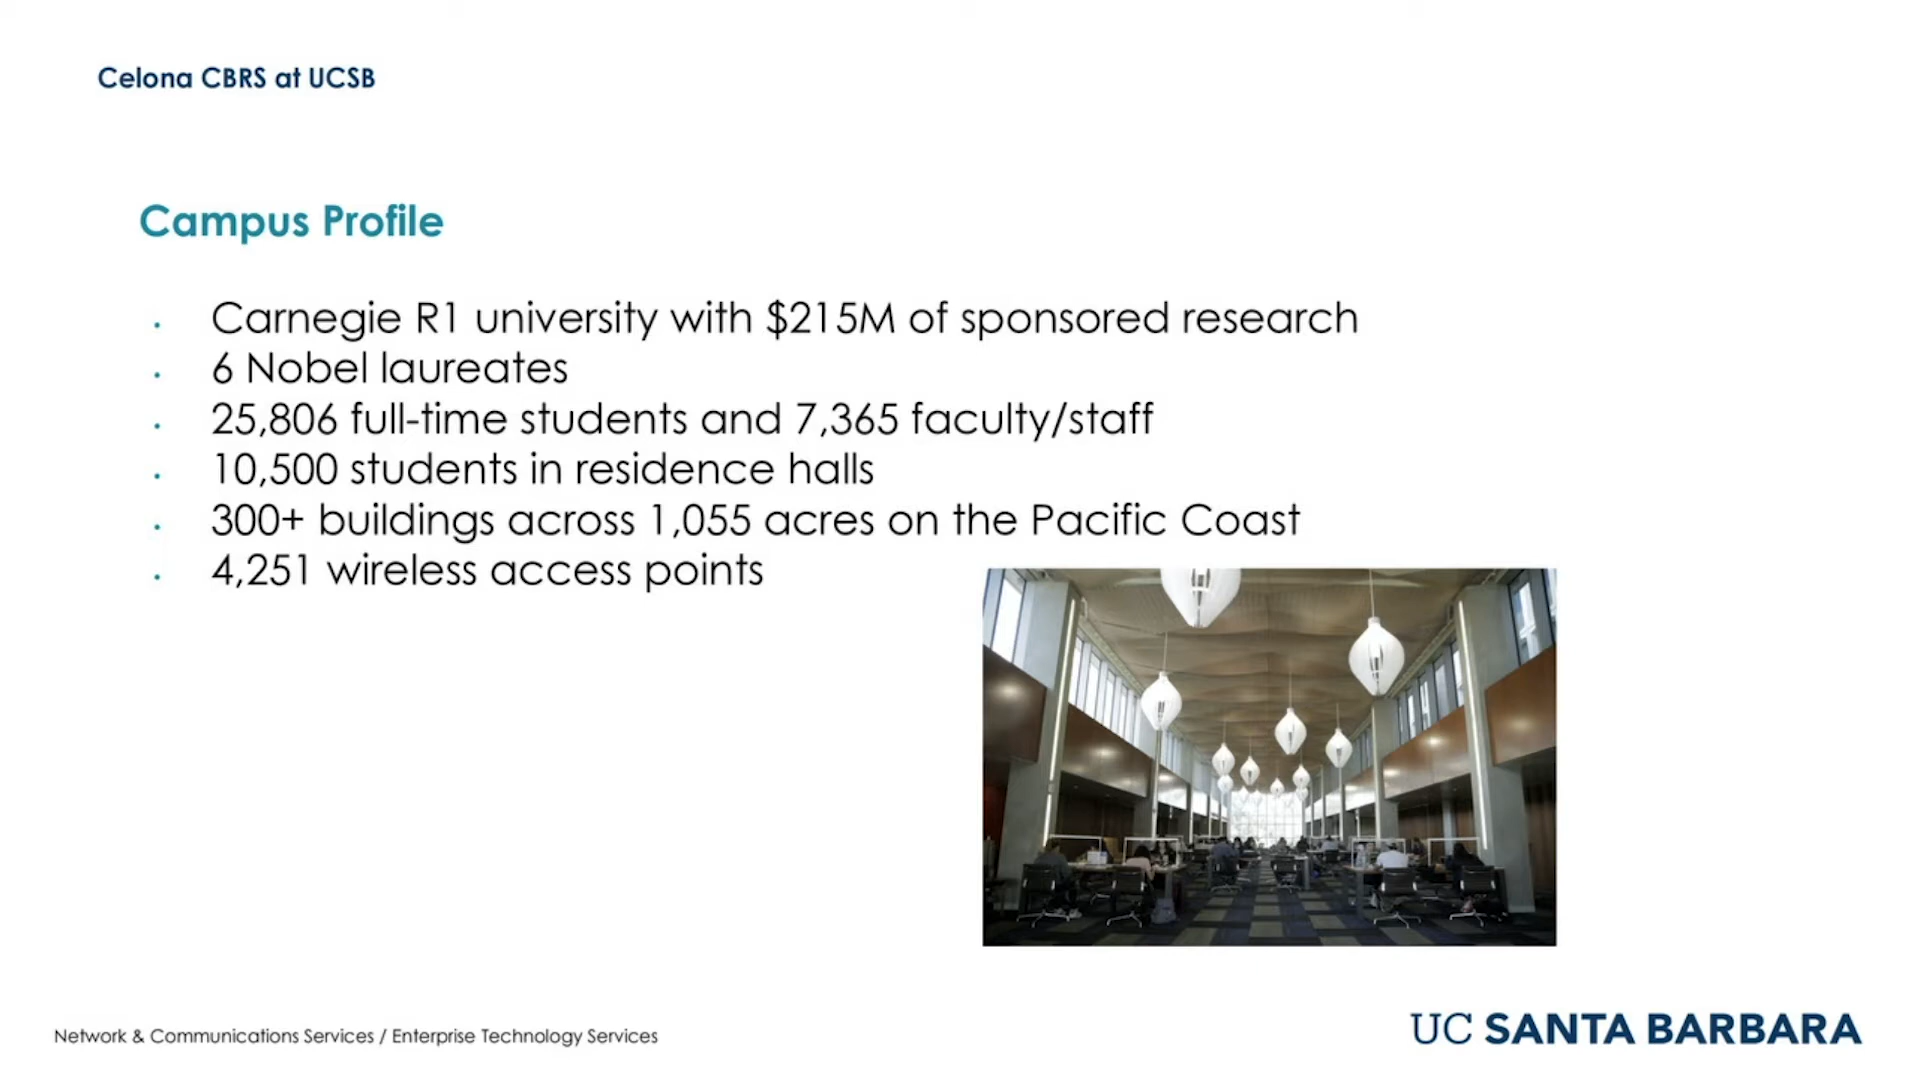 Celona CBRS at UCSB
Campus Profile
• Carnegie R1 university with $215M of sponsored research
• 6 Nobel laureates
• 25,806 full-time students and 7,365 faculty/staff
• 10,500 students in residence halls
• 300+ buildings across 1,055 acres on the Pacific Coast
• 4,251 wireless access points
Network & Communications Services / Enterprise Technology Services
UC SANTA BARBARA